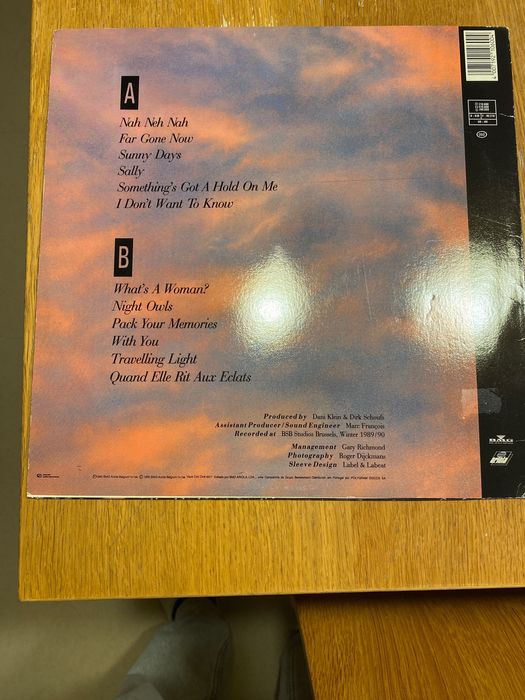 A
Nah Neh Nah
Far Gone Now
Sunny Days
Sally
Something's Got A Hold On Me
I Don't Want To Know
B
What's A Woman?
Night Owls
Pack Your Memories
With You
Travelling Light
Quand Elle Rit Aux Eclats
Produced by Dani Klein & Dirk Schoufs
Assistant Producer/Sound Engineer Marc François
Recorded at BSB Studios Brussels, Winter 1989/90
Management Gary Richmond
Photography Roger Dijckmans
Sleeve Design Label & Labeat
BMG